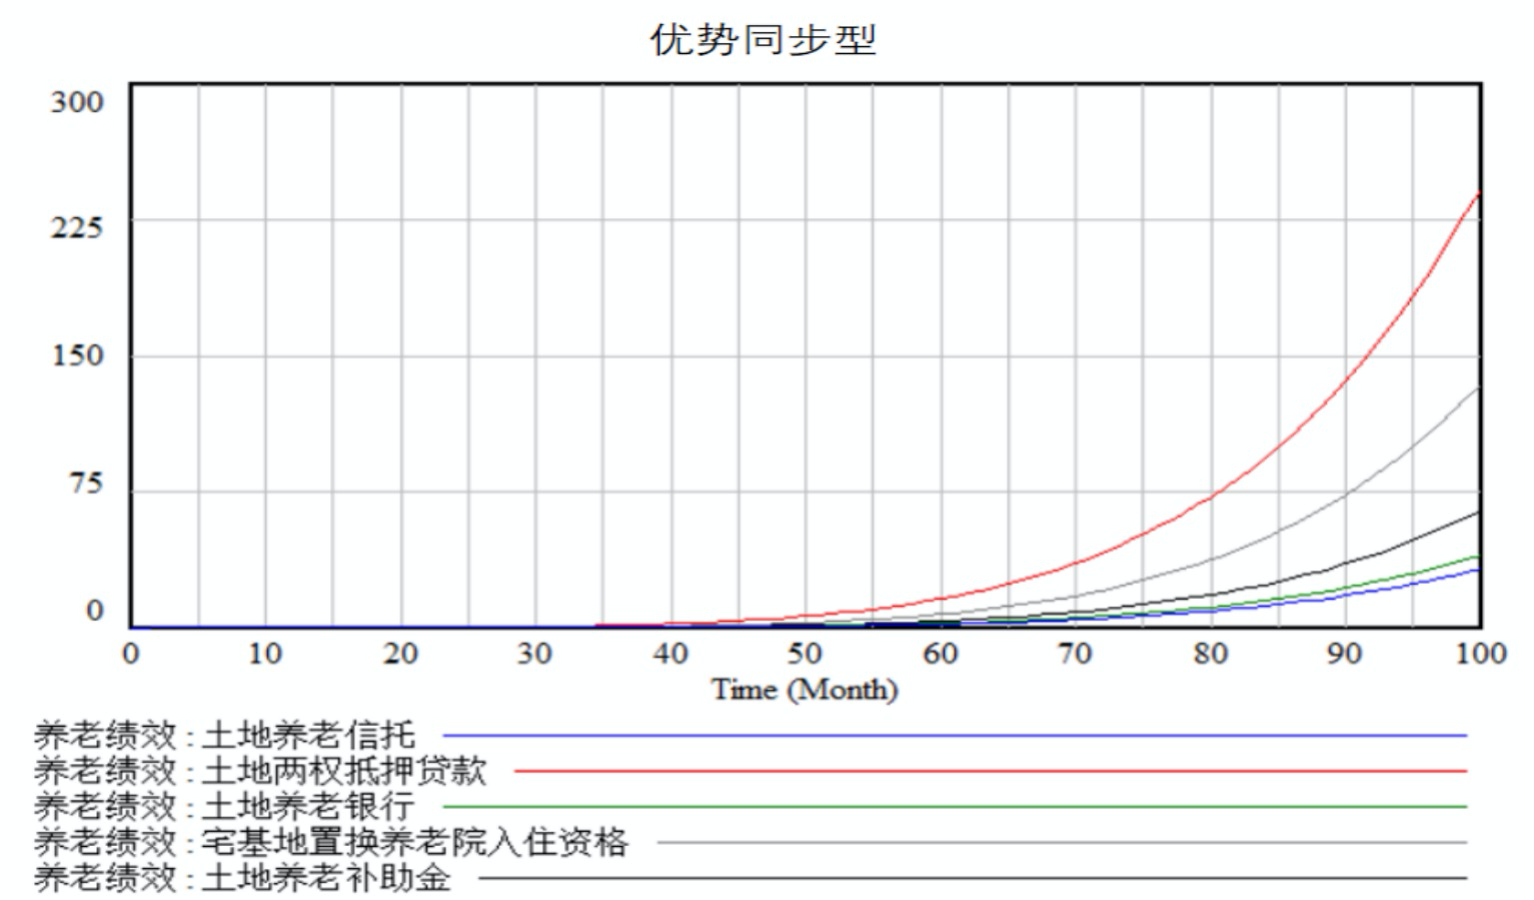 优势同步型
300
225
150
75
0
0 10 20 30 40 50 60 70 80 90 100
Time (Month)
养老绩效 : 土地养老信托
养老绩效 : 土地两权抵押贷款
养老绩效 : 土地养老银行
养老绩效 : 宅基地置换养老院入住资格
养老绩效 : 土地养老补助金